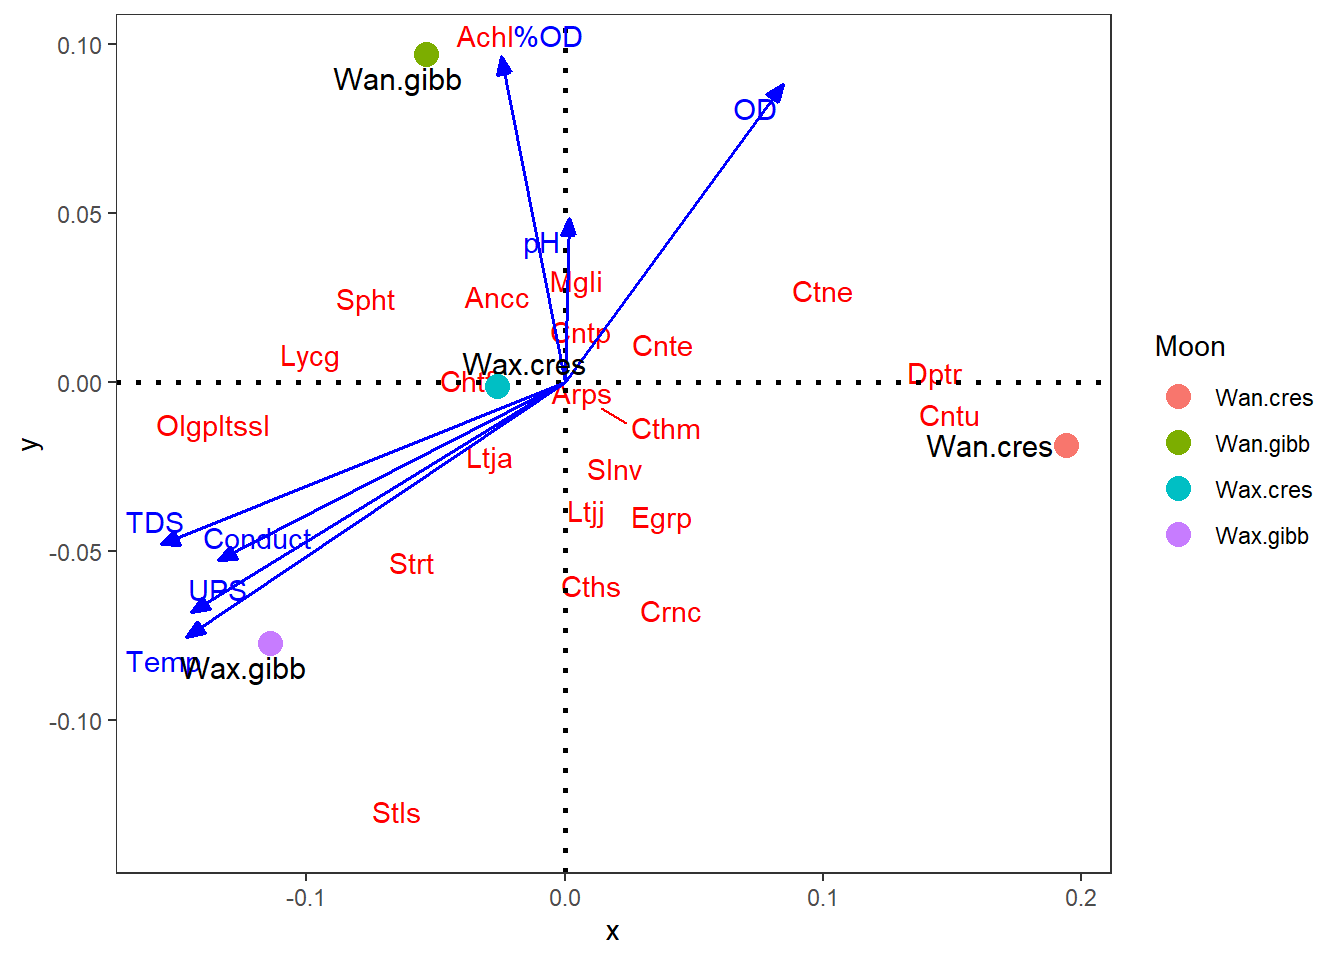 Achl %OD
0.10
Wan.gibb
OD
0.05
pH
Mgli
Ctne
Ancc
Spht
Cntp
Cnte
Lycg
Wax.cres
Dptr
0.00
Arps
Cntu
Olgpltssl
Cthm
Wan.cres
Ltja
Slnv
Ltjj
Egrp
TDS
Conduct
-0.05
Strt
UPS
Cths
Crnc
Temp
Wax.gibb
-0.10
Stls
-0.1 0.0 0.1 0.2
x
y
Moon
Wan.cres
Wan.gibb
Wax.cres
Wax.gibb